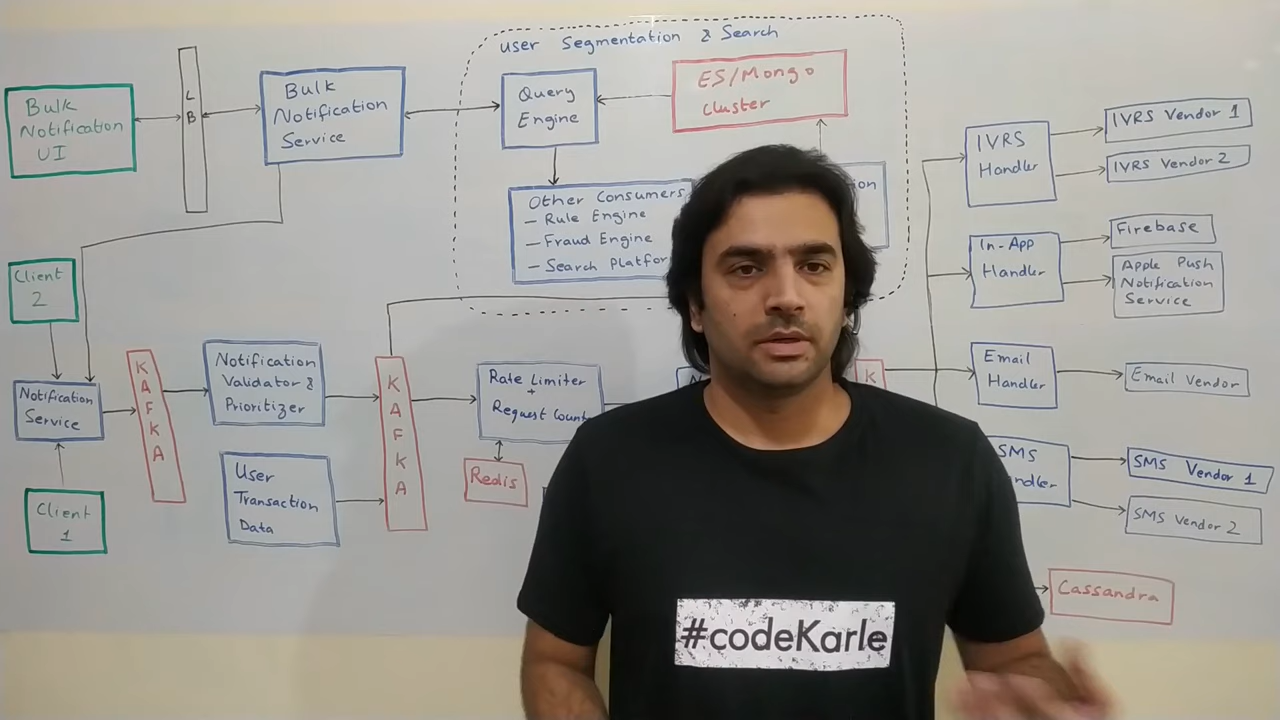 User Segmentation & Search
Bulk
Notification
UI
L
B
Bulk
Notification
Service
Query
Engine
ES/Mongo
Cluster
Other Consumers
- Rule Engine
- Fraud Engine
- Search Platfor
ion
IVRS
Handler
IVRS Vendor 1
IVRS Vendor 2
In-App
Handler
Firebase
Apple Push
Notification
Service
Client
2
Notification
Service
Client
1
K
A
F
K
A
Notification
Validator &
Prioritizer
User
Transaction
Data
K
A
F
K
A
Rate Limiter
+
Request Count
Redis
N
K
Email
Handler
Email Vendor
SMS
Handler
SMS Vendor 1
SMS Vendor 2
Cassandra
#codeKarle